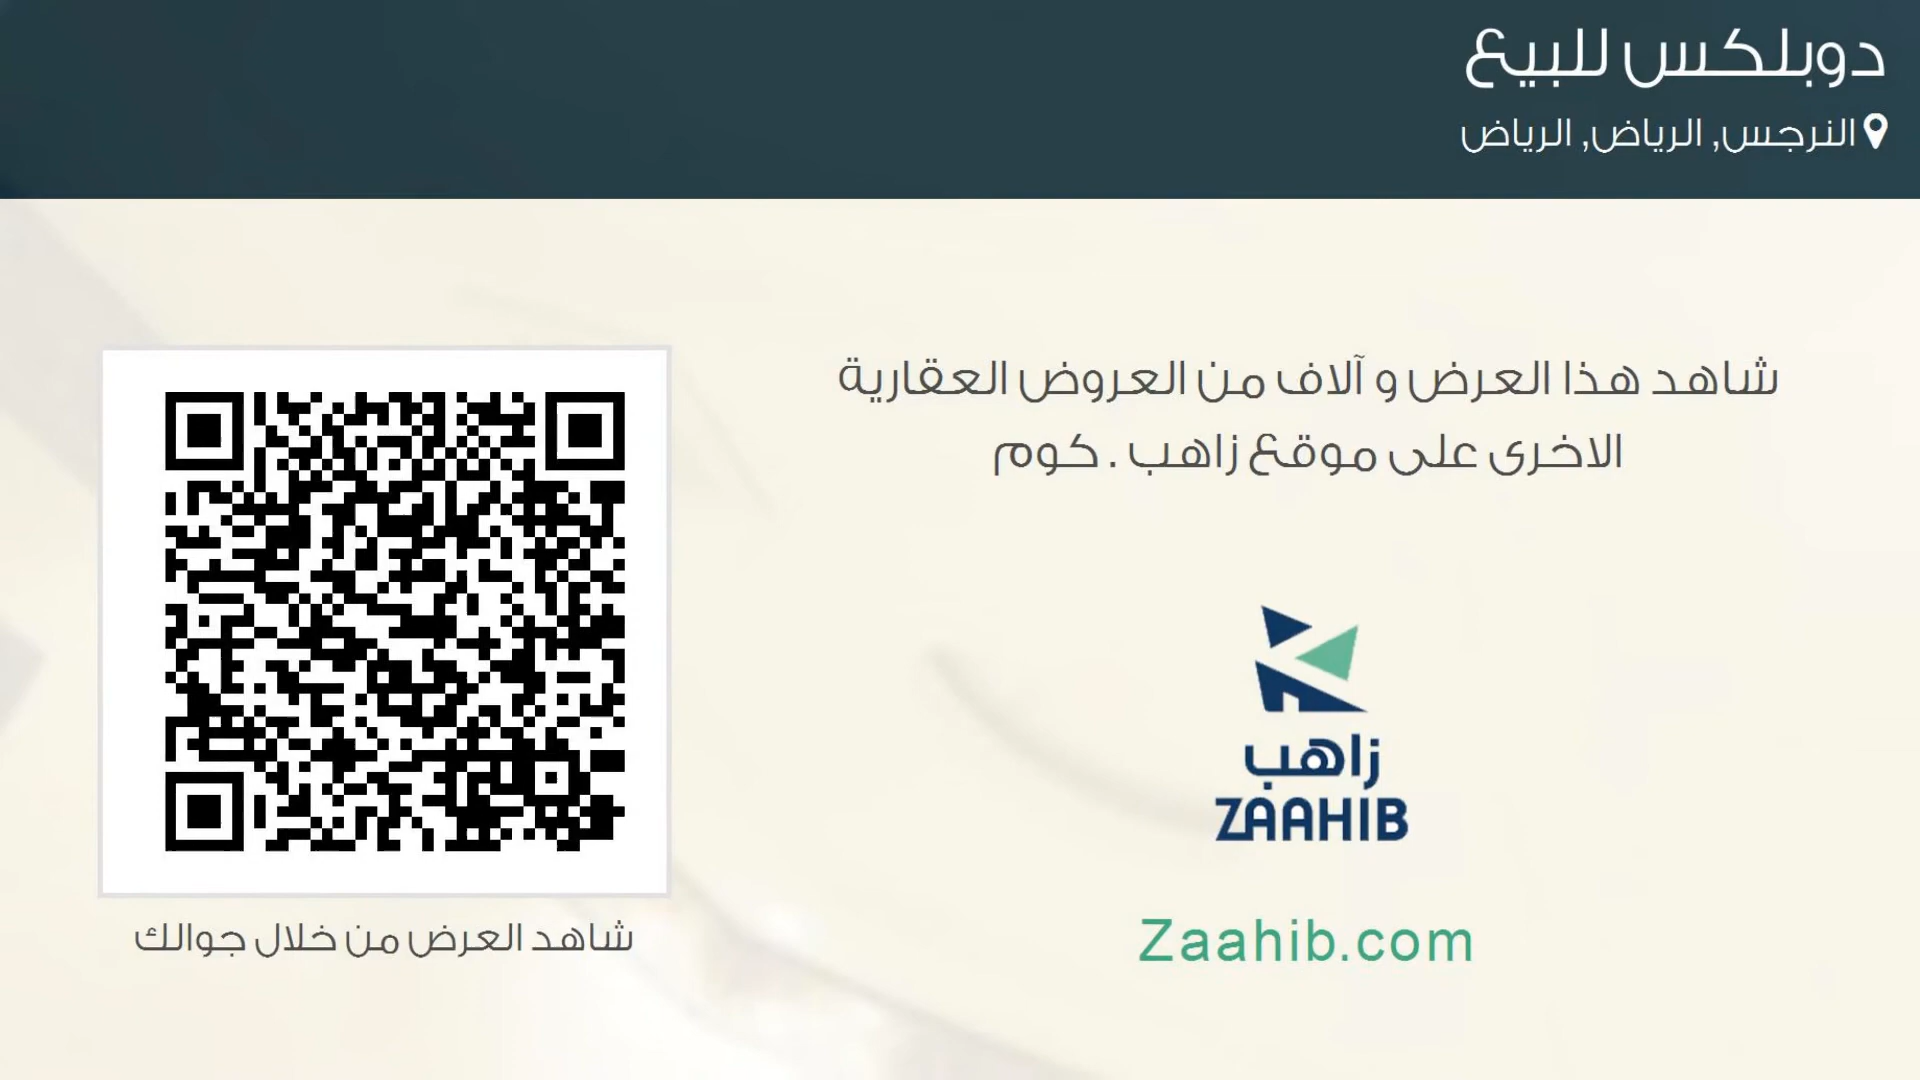 دوبلكس للبيع
النرجس, الرياض, الرياض
شاهد هذا العرض و آلاف من العروض العقارية
الاخرى على موقع زاهب . كوم
زاهب
ZAAHIB
Zaahib.com
شاهد العرض من خلال جوالك